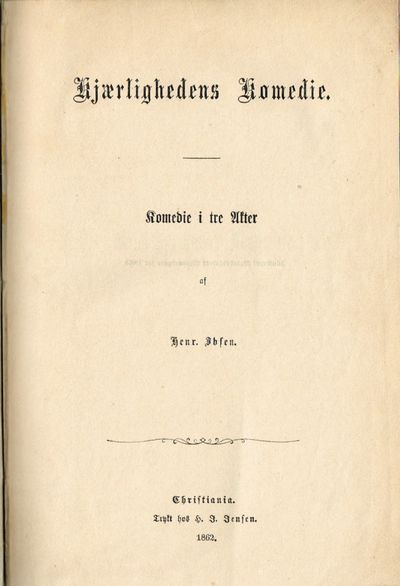 Kjærlighedens Komedie.
Komedie i tre Akter
af
Henr. Ibsen.
Christiania.
Trykt hos H. J. Jensen.
1862.